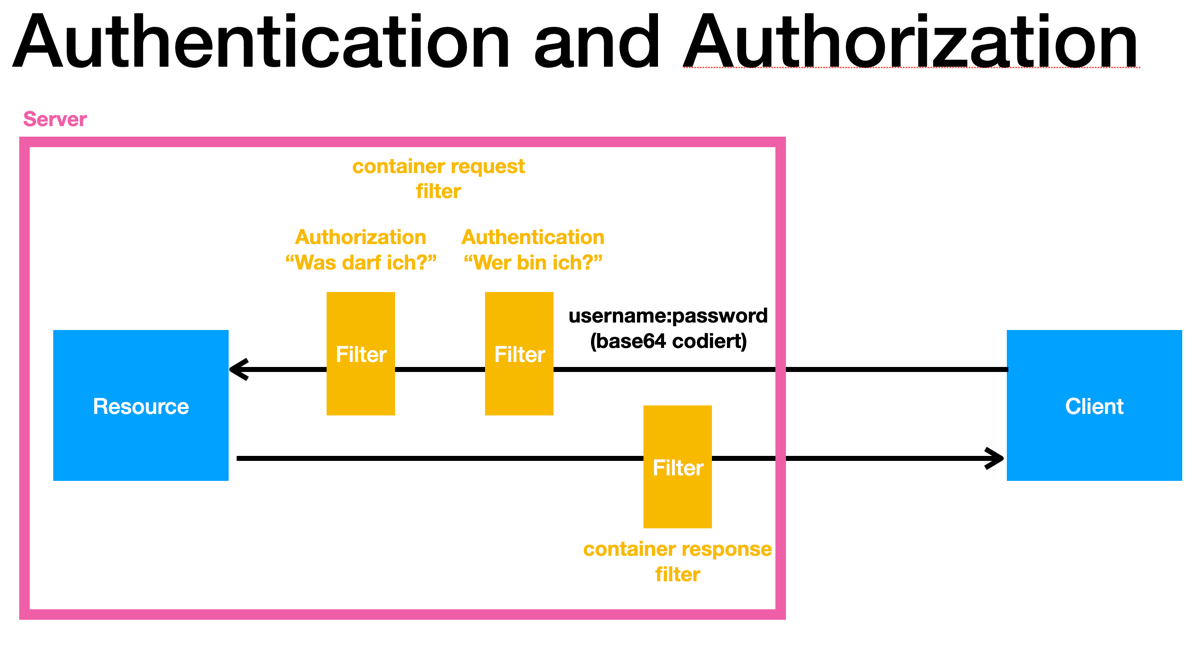 Authentication and Authorization
Server
container request
filter
Authorization
“Was darf ich?”
Authentication
“Wer bin ich?”
username:password
(base64 codiert)
Filter
Filter
Resource
Client
Filter
container response
filter